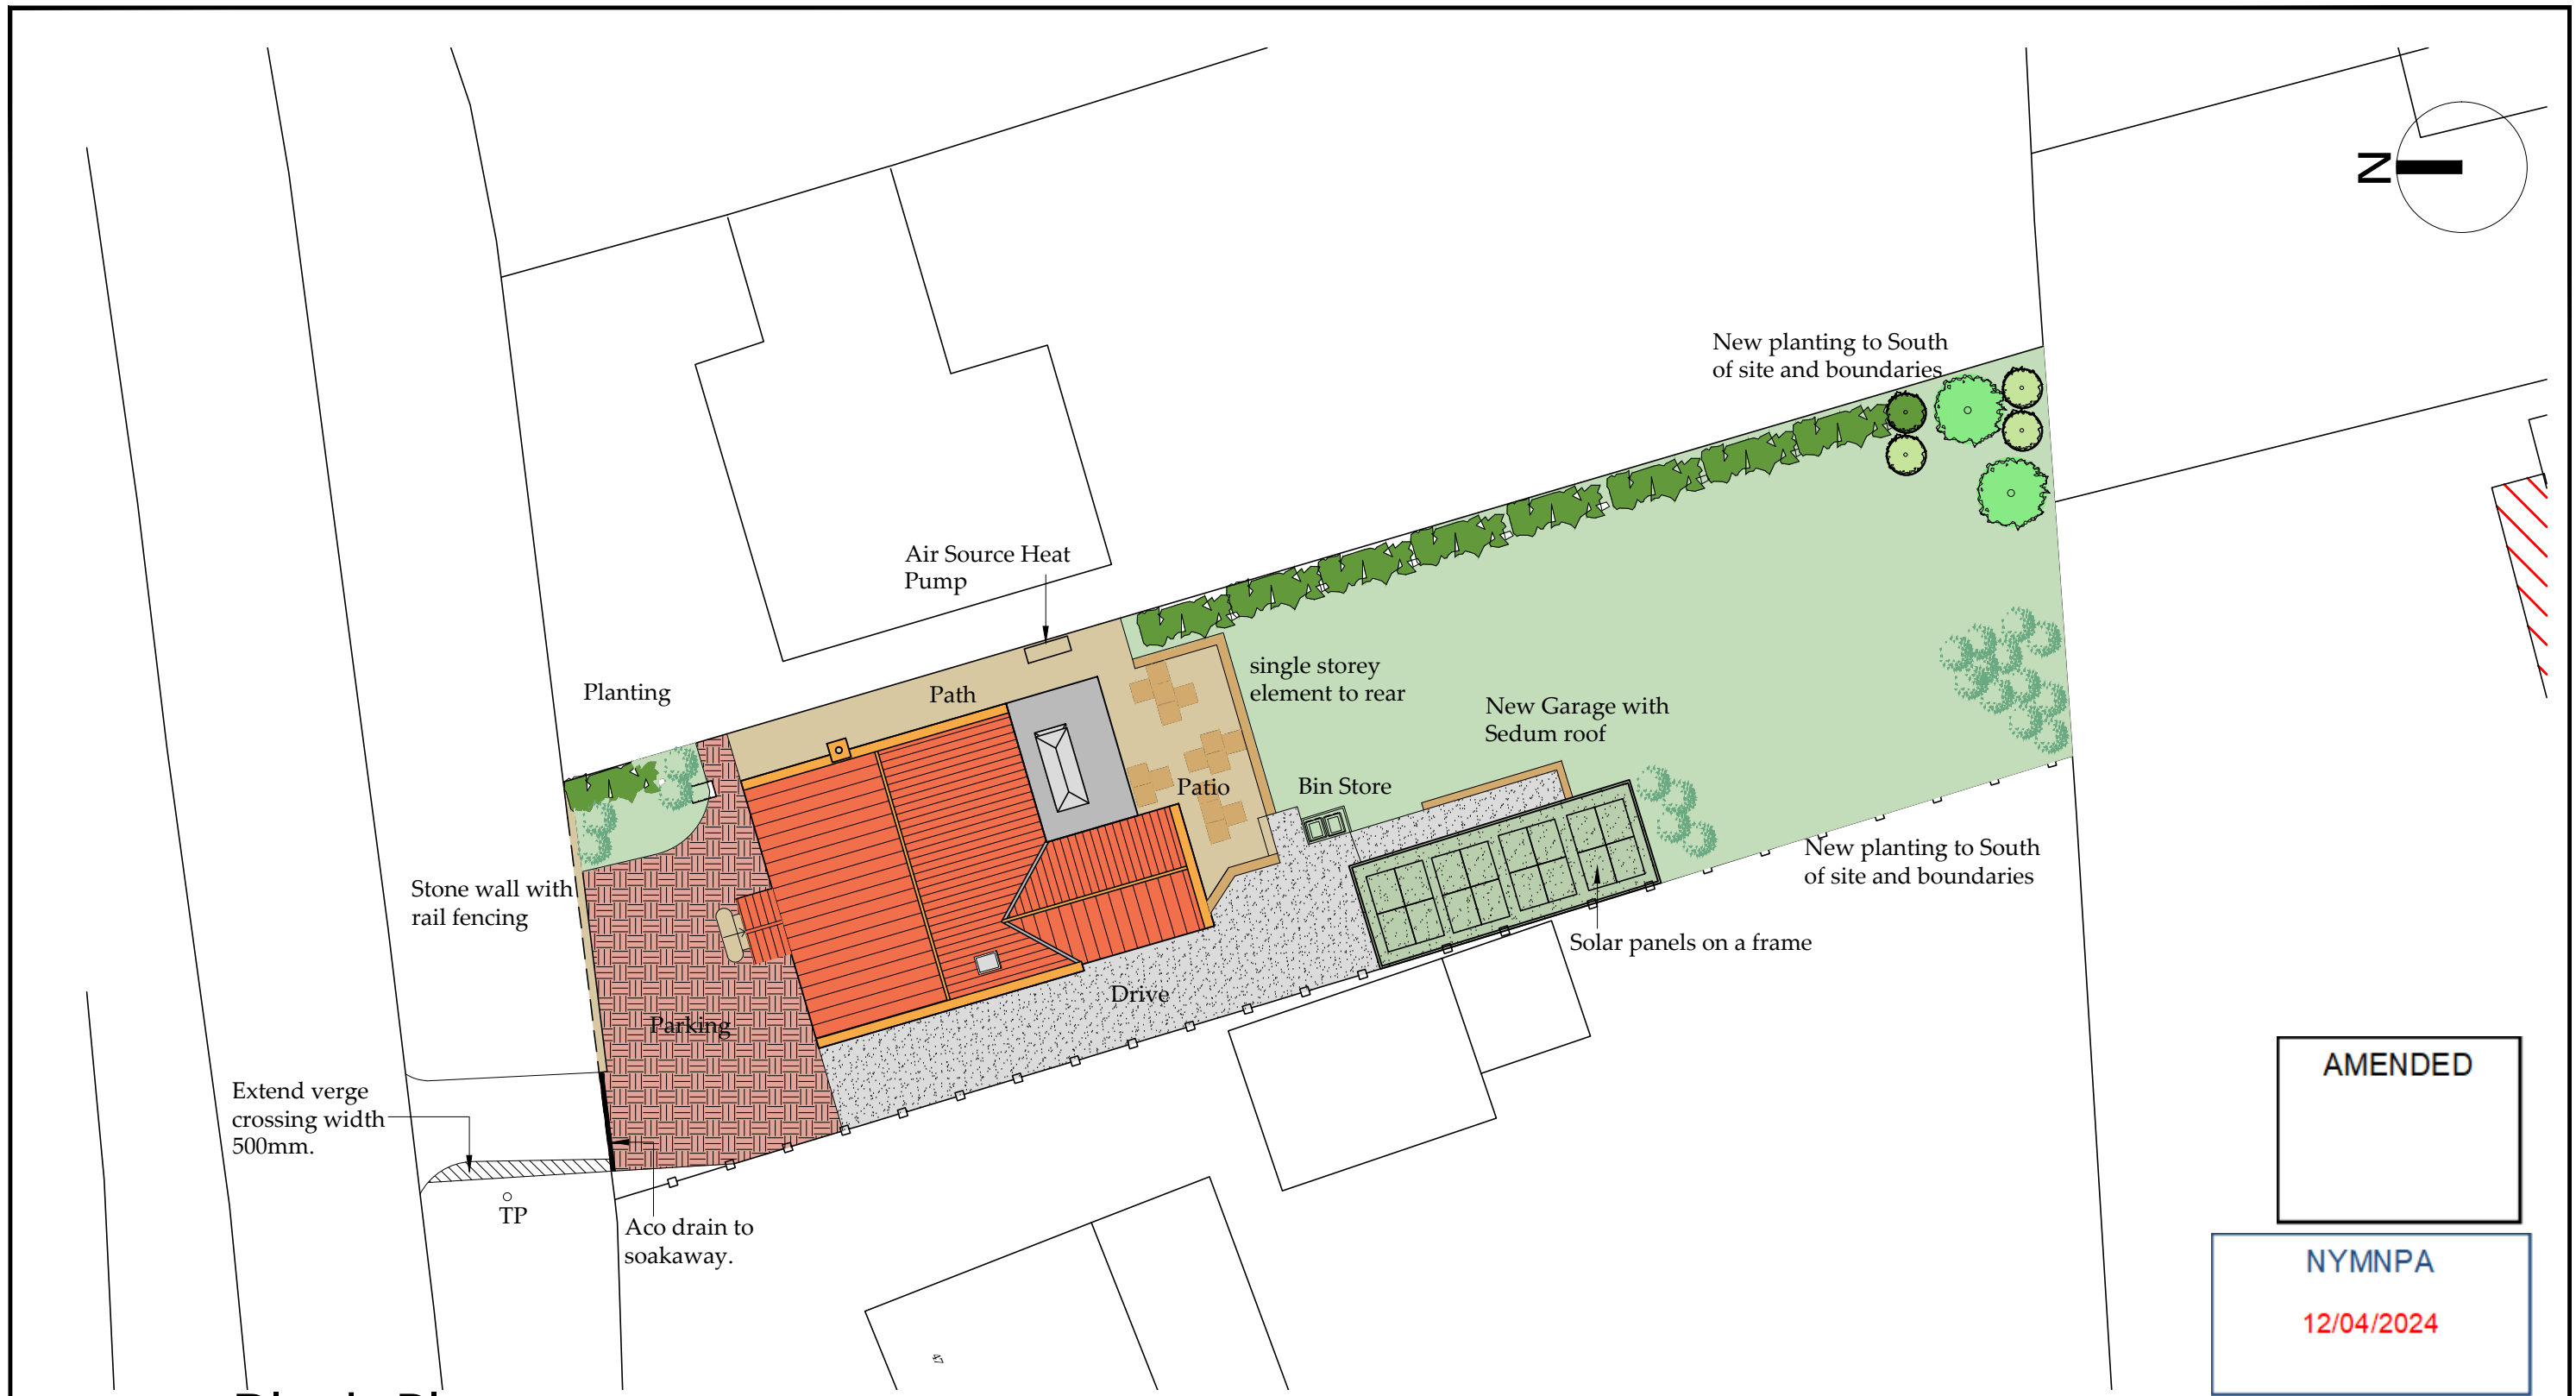 N
New planting to South
of site and boundaries
Air Source Heat
Pump
Planting
Path
single storey
element to rear
New Garage with
Sedum roof
Patio
Bin Store
Stone wall with
rail fencing
New planting to South
of site and boundaries
Solar panels on a frame
Drive
Parking
Extend verge
crossing width
500mm.
TP
Aco drain to
soakaway.
47
AMENDED
NYMNPA
12/04/2024